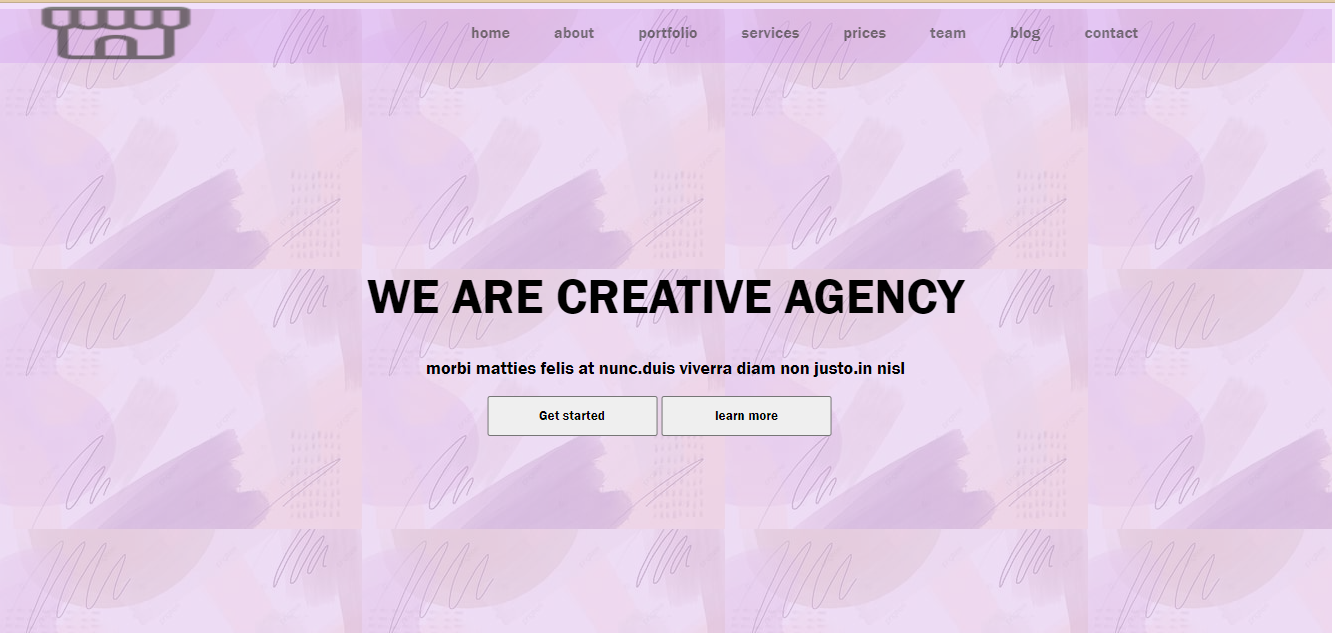 home about portfolio services prices team blog contact
WE ARE CREATIVE AGENCY
morbi matties felis at nunc.duis viverra diam non justo.in nisl
Get started learn more